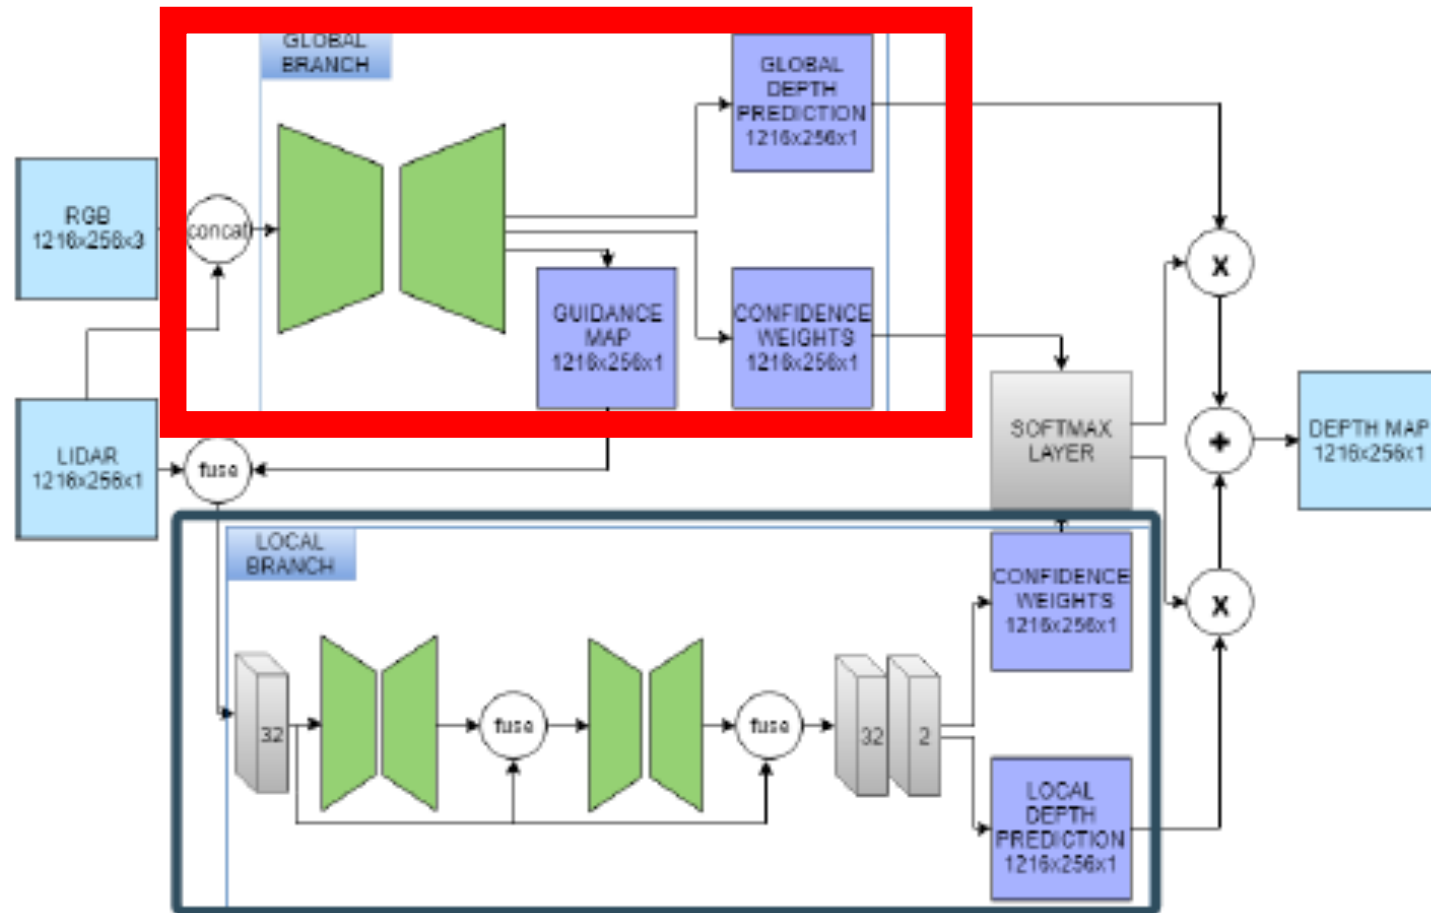 GLOBAL
BRANCH
GLOBAL
DEPTH
PREDICTION
1216x256x1
RGB
1216x256x3
concat
GUIDANCE
MAP
1216x256x1
CONFIDENCE
WEIGHTS
1216x256x1
X
LIDAR
1216x256x1
fuse
SOFTMAX
LAYER
+
DEPTH MAP
1216x256x1
LOCAL
BRANCH
CONFIDENCE
WEIGHTS
1216x256x1
X
32
fuse
fuse
32
2
LOCAL
DEPTH
PREDICTION
1216x256x1